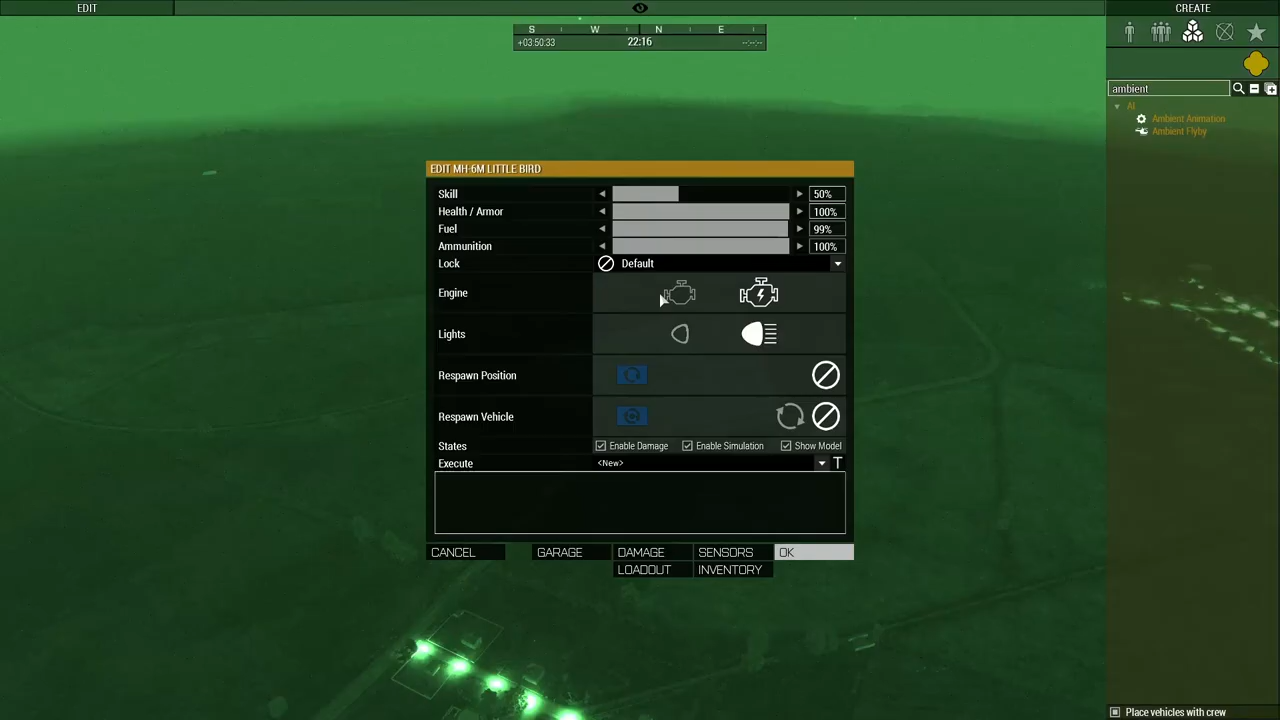 EDIT
CREATE
S W N E
+03:50:33 22:16 --:--:--
ambient
AI
Ambient Animation
Ambient Flyby
EDIT MH-6M LITTLE BIRD
Skill 50%
Health / Armor 100%
Fuel 99%
Ammunition 100%
Lock Default
Engine
Lights
Respawn Position
Respawn Vehicle
States Enable Damage Enable Simulation Show Model
Execute <New> T
CANCEL GARAGE DAMAGE SENSORS OK
LOADOUT INVENTORY
Place vehicles with crew